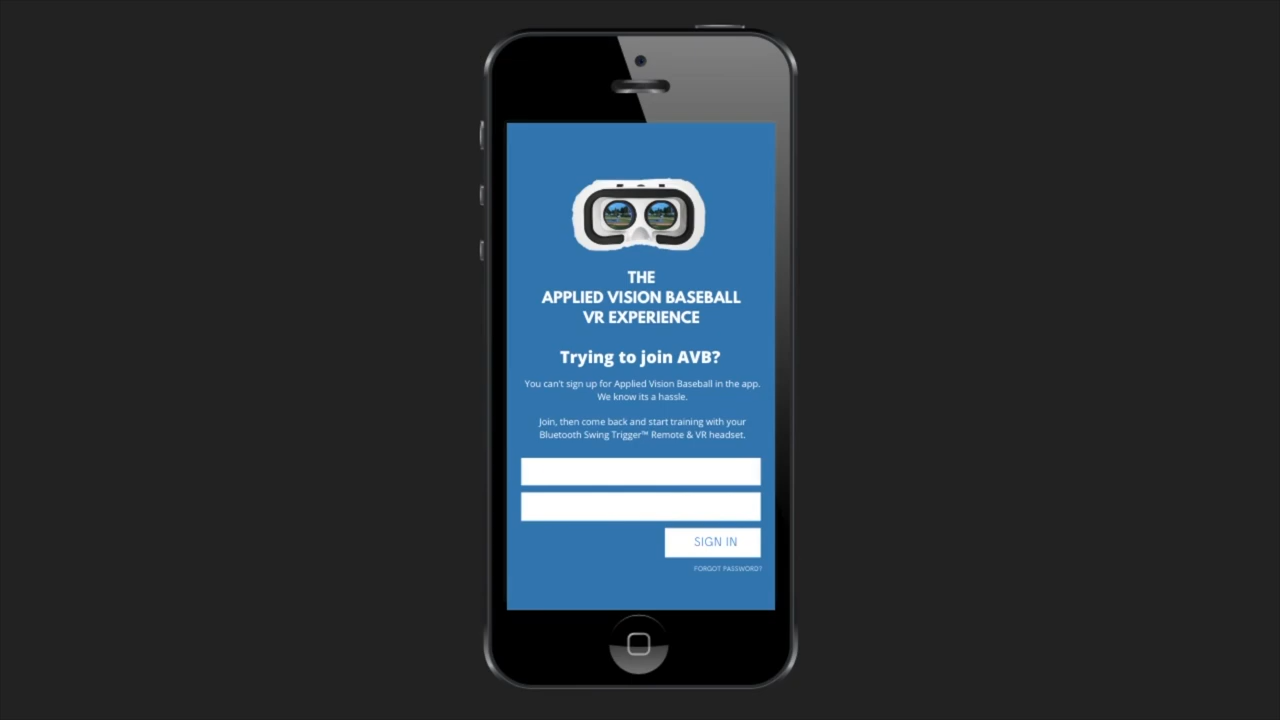 THE
APPLIED VISION BASEBALL
VR EXPERIENCE
Trying to join AVB?
You can't sign up for Applied Vision Baseball in the app.
We know its a hassle.
Join, then come back and start training with your
Bluetooth Swing Trigger™ Remote & VR headset.
SIGN IN
FORGOT PASSWORD?